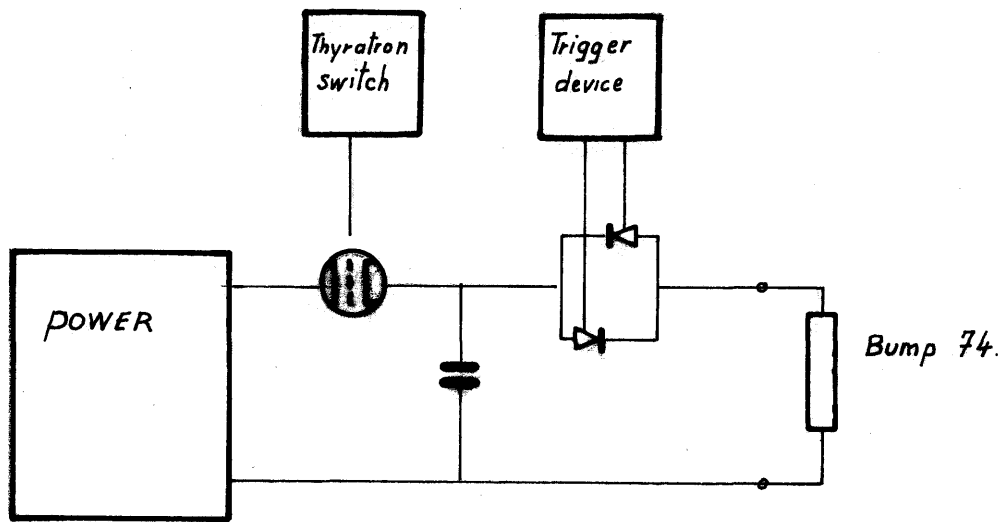 Thyratron
switch
Trigger
device
POWER
Bump 74.